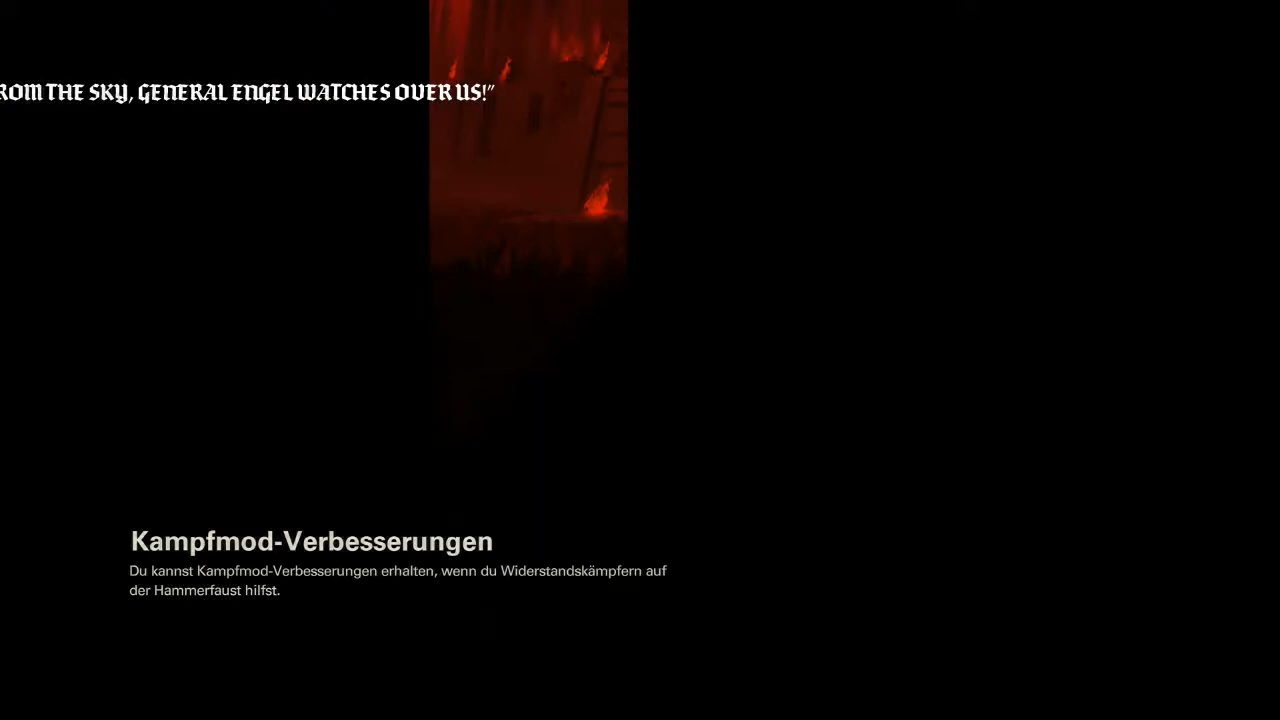 ROM THE SKY, GENERAL ENGEL WATCHES OVER US!"
Kampfmod-Verbesserungen
Du kannst Kampfmod-Verbesserungen erhalten, wenn du Widerstandskämpfern auf
der Hammerfaust hilfst.